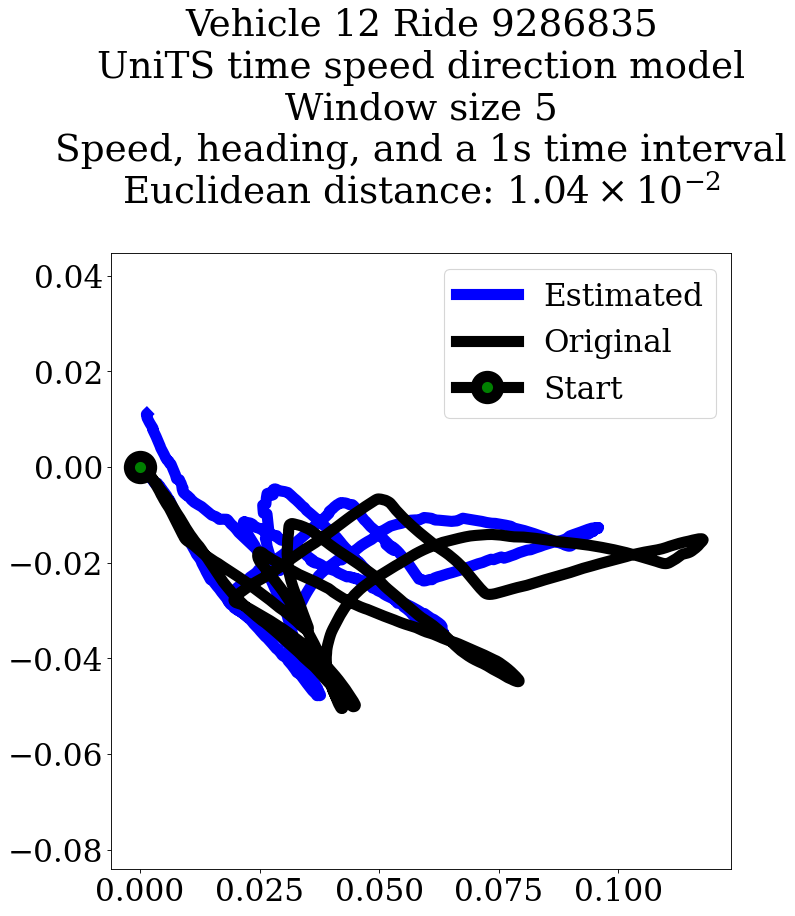 Vehicle 12 Ride 9286835
UniTS time speed direction model
Window size 5
Speed, heading, and a 1s time interval
Euclidean distance: 1.04 × 10⁻²
Estimated
Original
Start
0.04
0.02
0.00
−0.02
−0.04
−0.06
−0.08
0.000 0.025 0.050 0.075 0.100